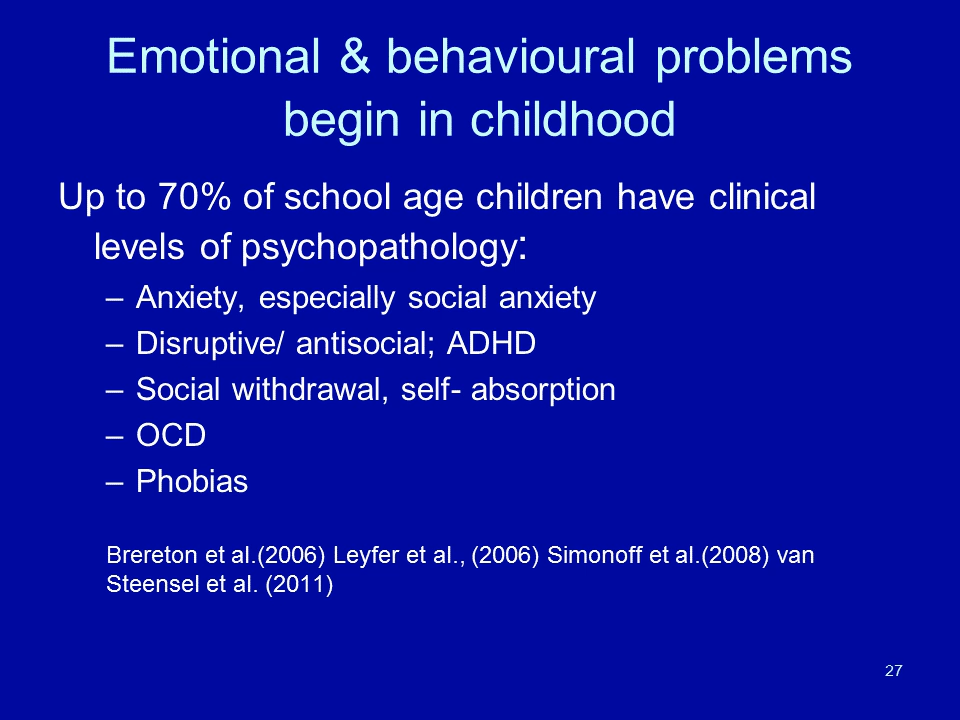 Emotional & behavioural problems
begin in childhood
Up to 70% of school age children have clinical
levels of psychopathology:
– Anxiety, especially social anxiety
– Disruptive/ antisocial; ADHD
– Social withdrawal, self- absorption
– OCD
– Phobias
Brereton et al.(2006) Leyfer et al., (2006) Simonoff et al.(2008) van
Steensel et al. (2011)
27